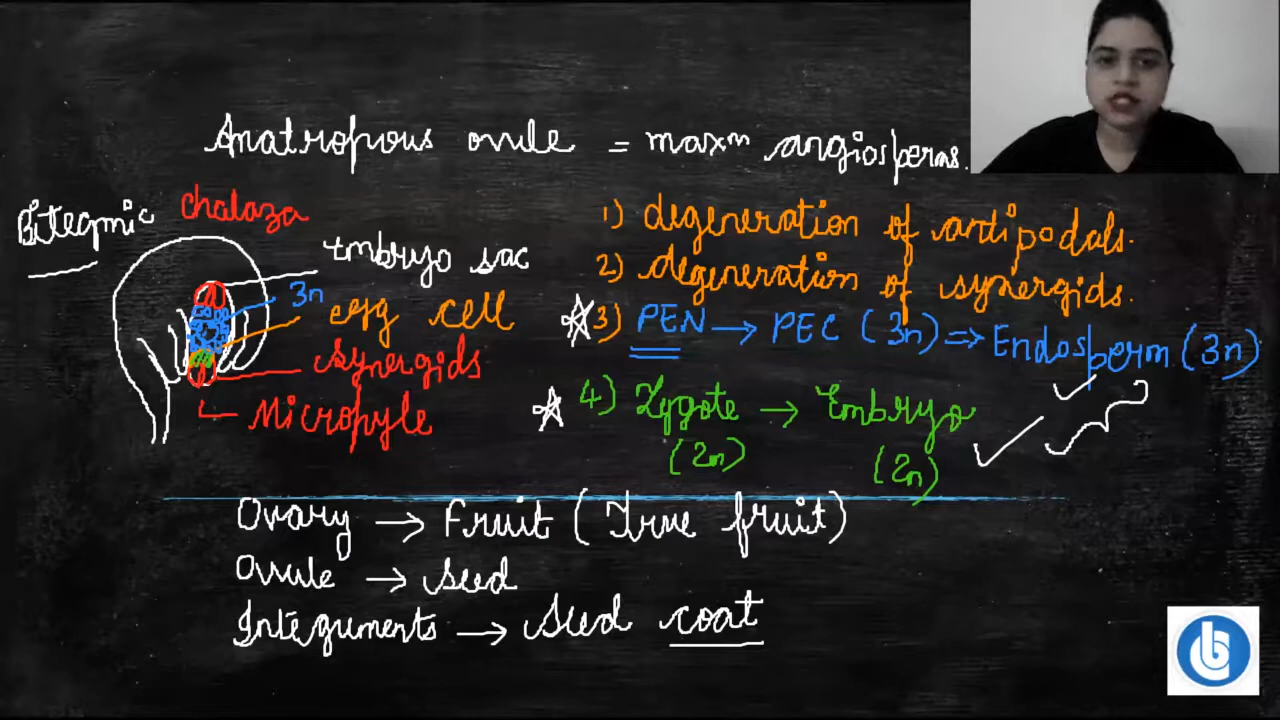 Anatropous ovule = maxm angiosperms.
Bitegmic
Chalaza
Embryo sac
3n
egg cell
Synergids
Micropyle
1) degeneration of antipodals.
2) degeneration of synergids.
3) PEN → PEC (3n) => Endosperm (3n)
4) Zygote → Embryo
(2n) (2n)
Ovary → Fruit (True fruit)
Ovule → Seed
Integuments → Seed coat